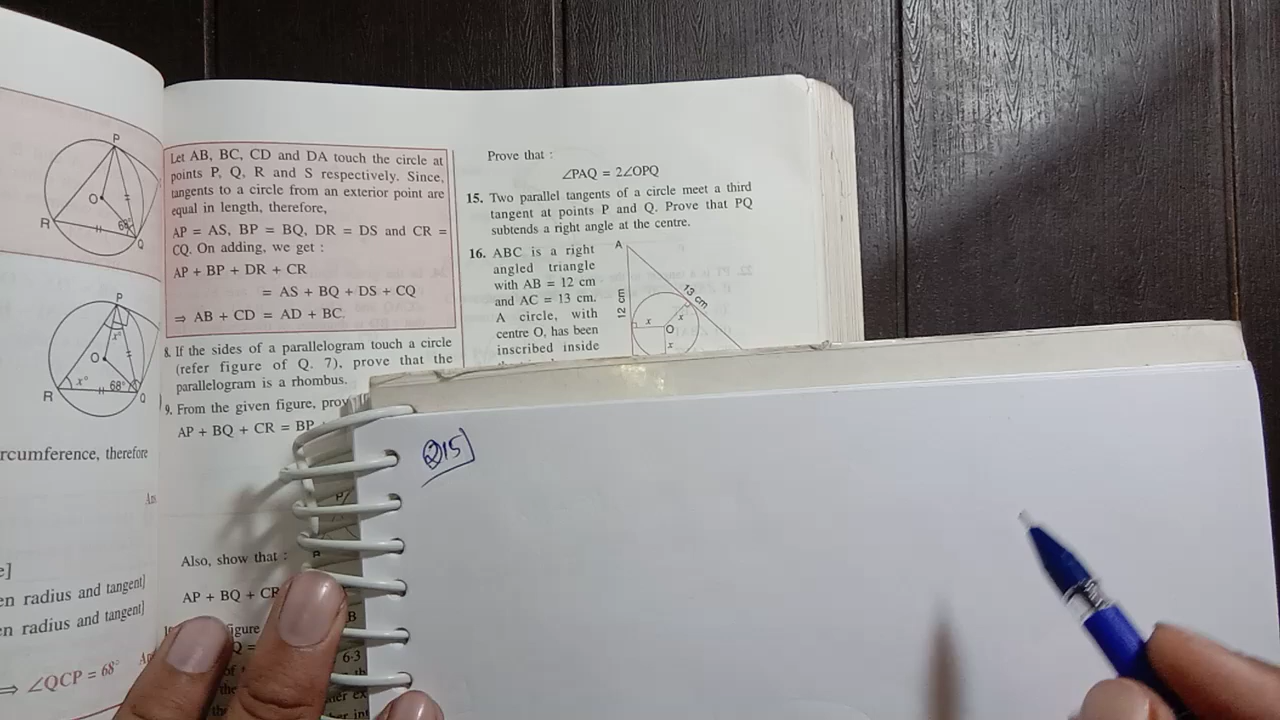 P
O
R
68°
Q
P
x°
O
x°
68°
R
Q
rcumference, therefore
en radius and tangent]
en radius and tangent]
⇒ ∠QCP = 68°
Let AB, BC, CD and DA touch the circle at
points P, Q, R and S respectively. Since,
tangents to a circle from an exterior point are
equal in length, therefore,
AP = AS, BP = BQ, DR = DS and CR =
CQ. On adding, we get :
AP + BP + DR + CR
= AS + BQ + DS + CQ
⇒ AB + CD = AD + BC.
8. If the sides of a parallelogram touch a circle
(refer figure of Q. 7), prove that the
parallelogram is a rhombus.
9. From the given figure, prov
AP + BQ + CR = BP
Also, show that :
AP + BQ + CR
figure
B
6·3
Prove that :
∠PAQ = 2∠OPQ
15. Two parallel tangents of a circle meet a third
tangent at points P and Q. Prove that PQ
subtends a right angle at the centre.
16. ABC is a right
angled triangle
with AB = 12 cm
and AC = 13 cm.
A circle, with
centre O, has been
inscribed inside
A
12 cm
13 cm
x
x
O
x
Q15